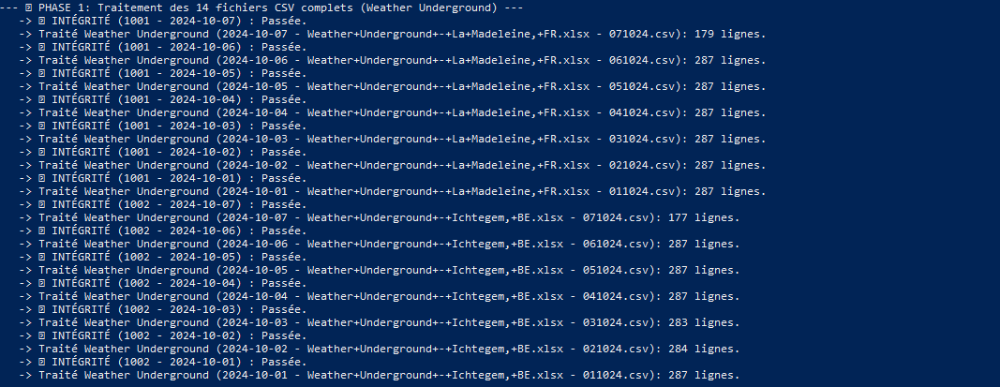 --- PHASE 1: Traitement des 14 fichiers CSV complets (Weather Underground) ---
-> INTÉGRITÉ (1001 - 2024-10-07) : Passée.
-> Traité Weather Underground (2024-10-07 - Weather+Underground+-+La+Madeleine,+FR.xlsx - 071024.csv): 179 lignes.
-> INTÉGRITÉ (1001 - 2024-10-06) : Passée.
-> Traité Weather Underground (2024-10-06 - Weather+Underground+-+La+Madeleine,+FR.xlsx - 061024.csv): 287 lignes.
-> INTÉGRITÉ (1001 - 2024-10-05) : Passée.
-> Traité Weather Underground (2024-10-05 - Weather+Underground+-+La+Madeleine,+FR.xlsx - 051024.csv): 287 lignes.
-> INTÉGRITÉ (1001 - 2024-10-04) : Passée.
-> Traité Weather Underground (2024-10-04 - Weather+Underground+-+La+Madeleine,+FR.xlsx - 041024.csv): 287 lignes.
-> INTÉGRITÉ (1001 - 2024-10-03) : Passée.
-> Traité Weather Underground (2024-10-03 - Weather+Underground+-+La+Madeleine,+FR.xlsx - 031024.csv): 287 lignes.
-> INTÉGRITÉ (1001 - 2024-10-02) : Passée.
-> Traité Weather Underground (2024-10-02 - Weather+Underground+-+La+Madeleine,+FR.xlsx - 021024.csv): 287 lignes.
-> INTÉGRITÉ (1001 - 2024-10-01) : Passée.
-> Traité Weather Underground (2024-10-01 - Weather+Underground+-+La+Madeleine,+FR.xlsx - 011024.csv): 287 lignes.
-> INTÉGRITÉ (1002 - 2024-10-07) : Passée.
-> Traité Weather Underground (2024-10-07 - Weather+Underground+-+Ichtegem,+BE.xlsx - 071024.csv): 177 lignes.
-> INTÉGRITÉ (1002 - 2024-10-06) : Passée.
-> Traité Weather Underground (2024-10-06 - Weather+Underground+-+Ichtegem,+BE.xlsx - 061024.csv): 287 lignes.
-> INTÉGRITÉ (1002 - 2024-10-05) : Passée.
-> Traité Weather Underground (2024-10-05 - Weather+Underground+-+Ichtegem,+BE.xlsx - 051024.csv): 287 lignes.
-> INTÉGRITÉ (1002 - 2024-10-04) : Passée.
-> Traité Weather Underground (2024-10-04 - Weather+Underground+-+Ichtegem,+BE.xlsx - 041024.csv): 287 lignes.
-> INTÉGRITÉ (1002 - 2024-10-03) : Passée.
-> Traité Weather Underground (2024-10-03 - Weather+Underground+-+Ichtegem,+BE.xlsx - 031024.csv): 283 lignes.
-> INTÉGRITÉ (1002 - 2024-10-02) : Passée.
-> Traité Weather Underground (2024-10-02 - Weather+Underground+-+Ichtegem,+BE.xlsx - 021024.csv): 284 lignes.
-> INTÉGRITÉ (1002 - 2024-10-01) : Passée.
-> Traité Weather Underground (2024-10-01 - Weather+Underground+-+Ichtegem,+BE.xlsx - 011024.csv): 287 lignes.